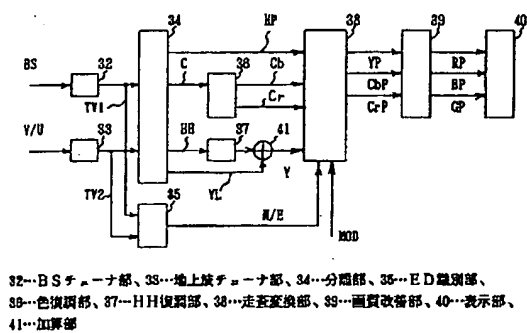 34 HP 38 39 40
BS 32 C 36 Cb YP RP
Cr CbP BP
TV1 CrP GP
V/U 33 HH 37 41
YL Y
TV2 35 N/E
MOD
32…BSチューナ部、33…地上波チューナ部、34…分離部、35…ED識別部、
36…色復調部、37…HH復調部、38…走査変換部、39…画質改善部、40…表示部、
41…加算部